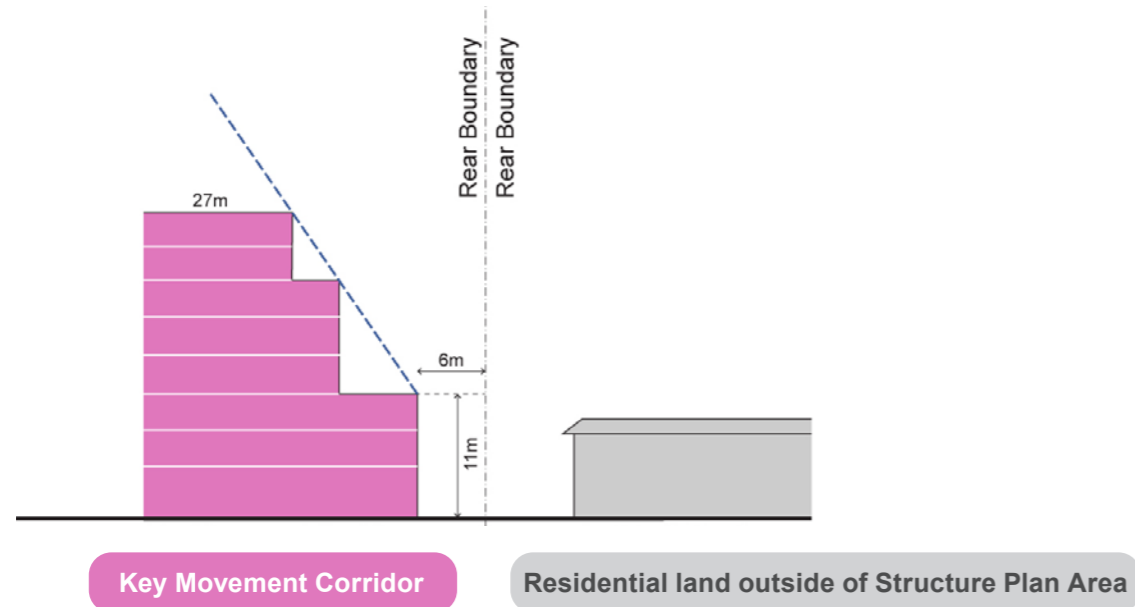 Rear Boundary
Rear Boundary
27m
6m
11m
Key Movement Corridor
Residential land outside of Structure Plan Area